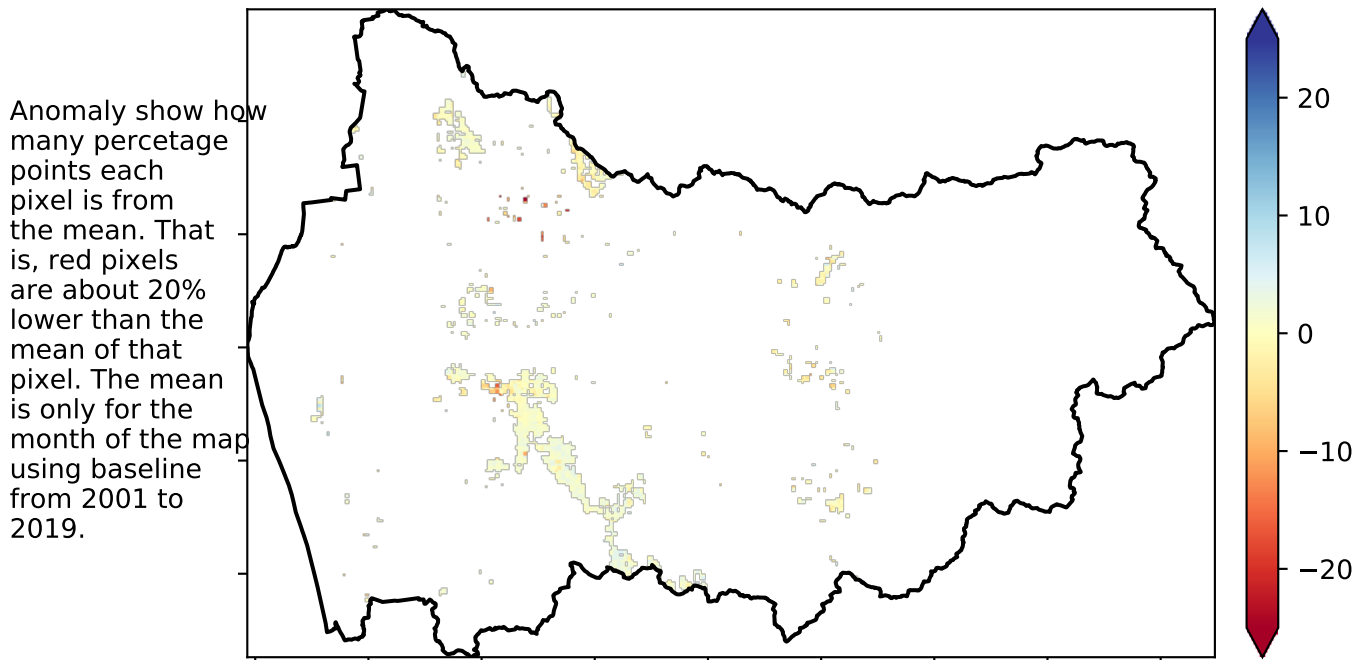 Anomaly show how
many percetage
points each
pixel is from
the mean. That
is, red pixels
are about 20%
lower than the
mean of that
pixel. The mean
is only for the
month of the map
using baseline
from 2001 to
2019.
20
10
0
−10
−20